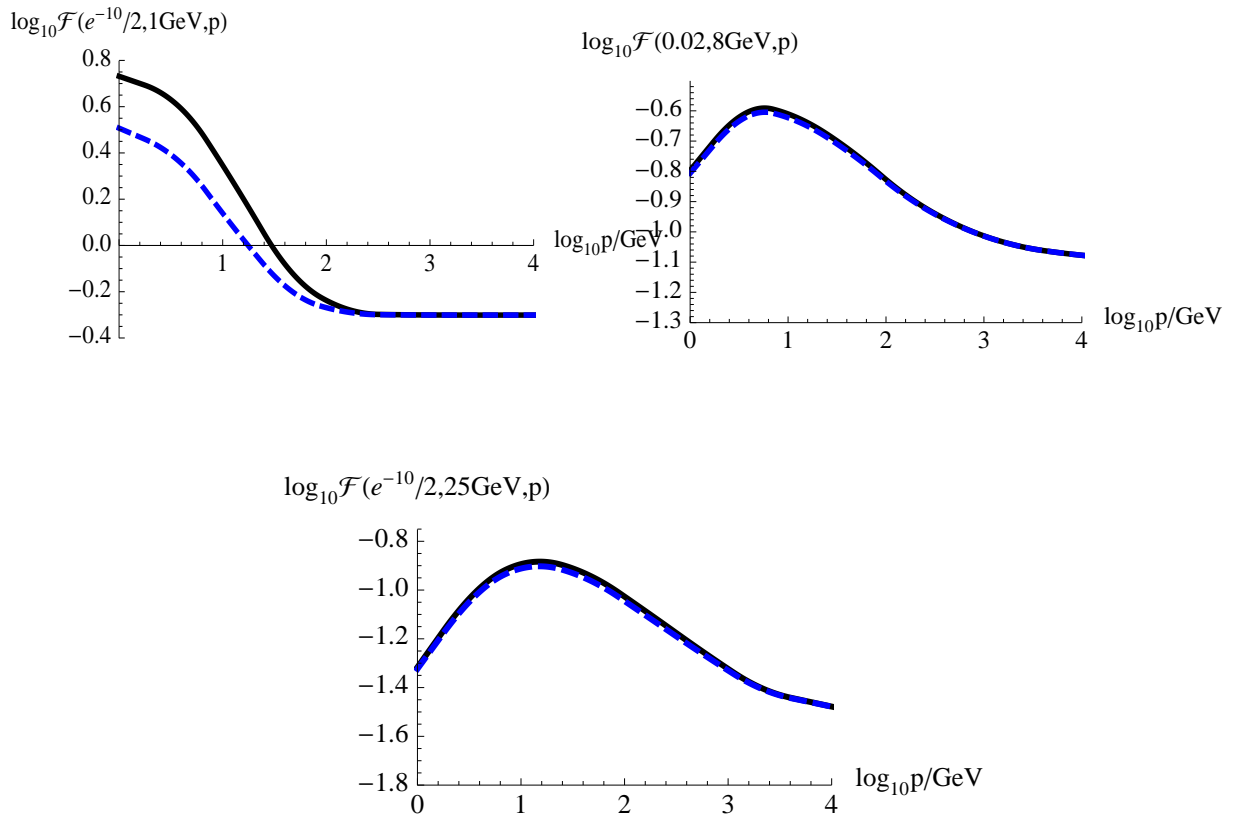 log₁₀ℱ(e⁻¹⁰/2,1GeV,p)
0.8
0.6
0.4
0.2
0.0
−0.2
−0.4
1 2 3 4
log₁₀p/GeV
log₁₀ℱ(0.02,8GeV,p)
−0.6
−0.7
−0.8
−0.9
−1.0
−1.1
−1.2
−1.3
0 1 2 3 4
log₁₀p/GeV
log₁₀ℱ(e⁻¹⁰/2,25GeV,p)
−0.8
−1.0
−1.2
−1.4
−1.6
−1.8
0 1 2 3 4
log₁₀p/GeV